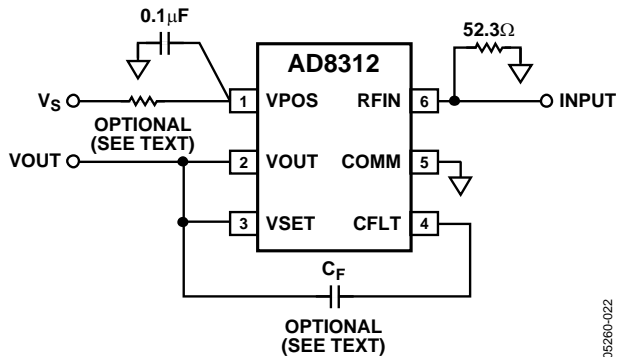 0.1µF
52.3Ω
AD8312
VS
1 VPOS RFIN 6
INPUT
OPTIONAL
(SEE TEXT)
VOUT
2 VOUT COMM 5
3 VSET CFLT 4
CF
OPTIONAL
(SEE TEXT)
05260-022